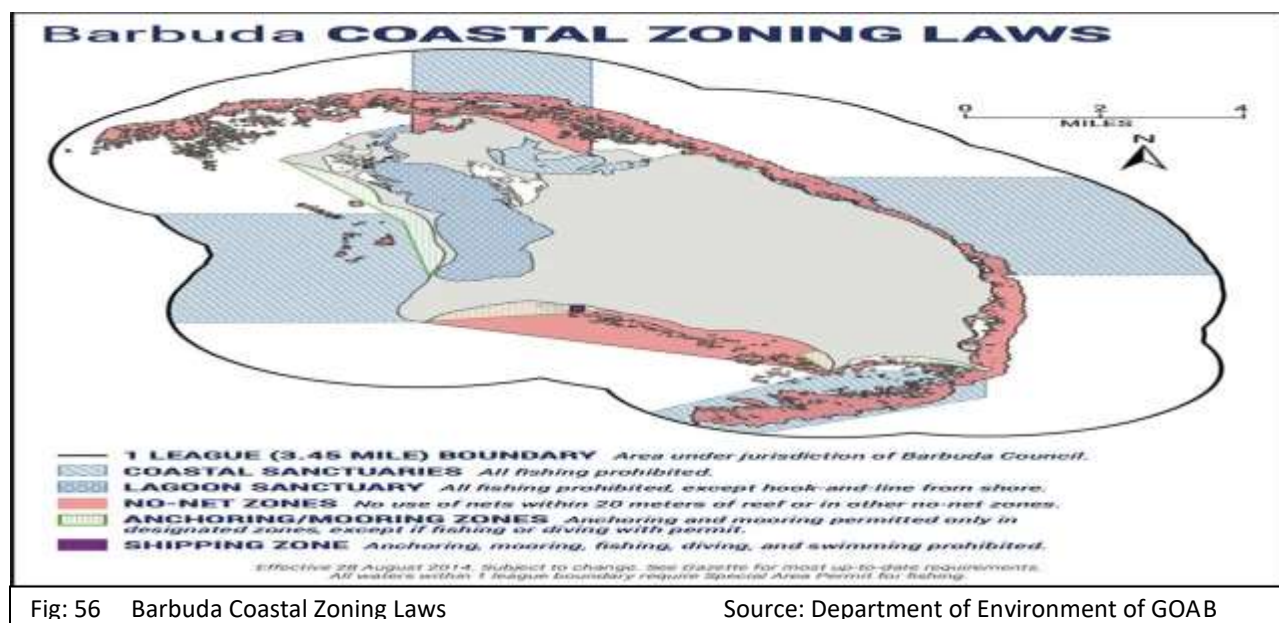 Barbuda COASTAL ZONING LAWS
0 2 4
MILES
N
1 LEAGUE (3.45 MILE) BOUNDARY Area under jurisdiction of Barbuda Council.
COASTAL SANCTUARIES All fishing prohibited.
LAGOON SANCTUARY All fishing prohibited, except hook-and-line from shore.
NO-NET ZONES No use of nets within 20 meters of reef or in other no-net zones.
ANCHORING/MOORING ZONES Anchoring and mooring permitted only in
designated zones, except if fishing or diving with permit.
SHIPPING ZONE Anchoring, mooring, fishing, diving, and swimming prohibited.
Effective 28 August 2014. Subject to change. See Gazette for most up-to-date requirements.
All waters within 1 league boundary require Special Area Permit for fishing.
Fig: 56 Barbuda Coastal Zoning Laws Source: Department of Environment of GOAB